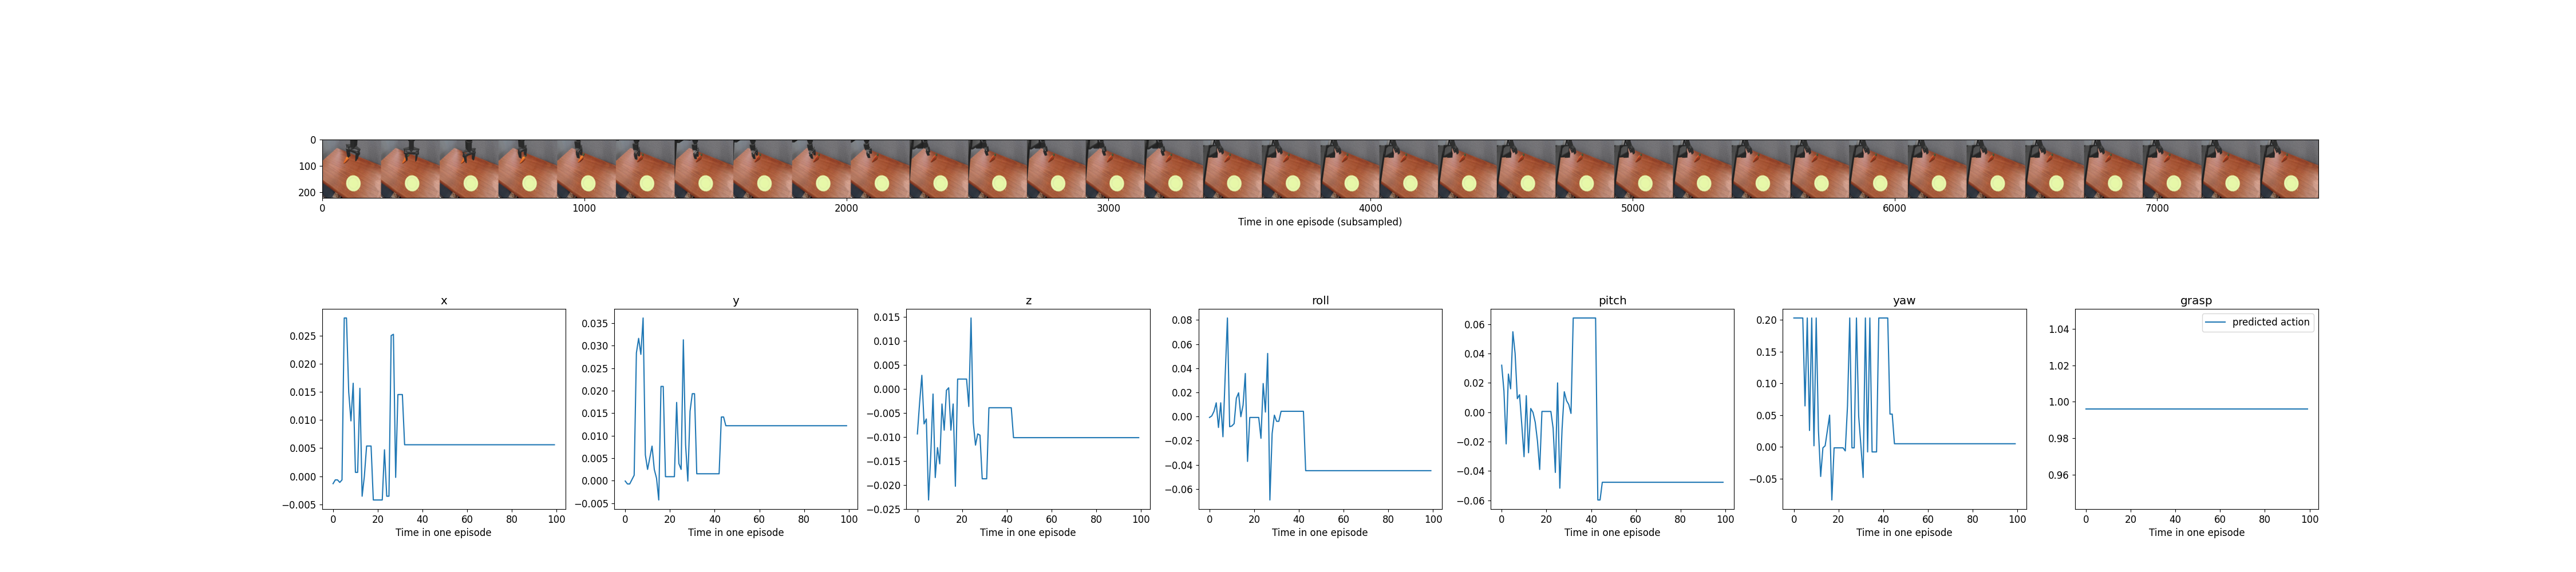 0
100
200
0 1000 2000 3000 4000 5000 6000 7000
Time in one episode (subsampled)
x
0.025
0.020
0.015
0.010
0.005
0.000
−0.005
0 20 40 60 80 100
Time in one episode
y
0.035
0.030
0.025
0.020
0.015
0.010
0.005
0.000
−0.005
0 20 40 60 80 100
Time in one episode
z
0.015
0.010
0.005
0.000
−0.005
−0.010
−0.015
−0.020
−0.025
0 20 40 60 80 100
Time in one episode
roll
0.08
0.06
0.04
0.02
0.00
−0.02
−0.04
−0.06
0 20 40 60 80 100
Time in one episode
pitch
0.06
0.04
0.02
0.00
−0.02
−0.04
−0.06
0 20 40 60 80 100
Time in one episode
yaw
0.20
0.15
0.10
0.05
0.00
−0.05
0 20 40 60 80 100
Time in one episode
grasp
predicted action
1.04
1.02
1.00
0.98
0.96
0 20 40 60 80 100
Time in one episode